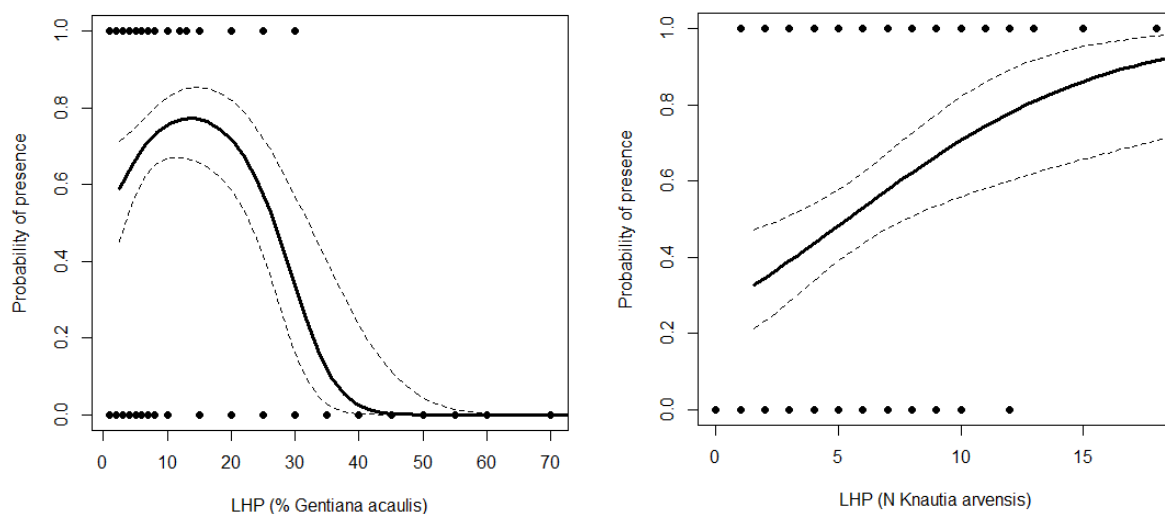 Probability of presence
1.0
0.8
0.6
0.4
0.2
0.0
0 10 20 30 40 50 60 70
LHP (% Gentiana acaulis)
Probability of presence
1.0
0.8
0.6
0.4
0.2
0.0
0 5 10 15
LHP (N Knautia arvensis)